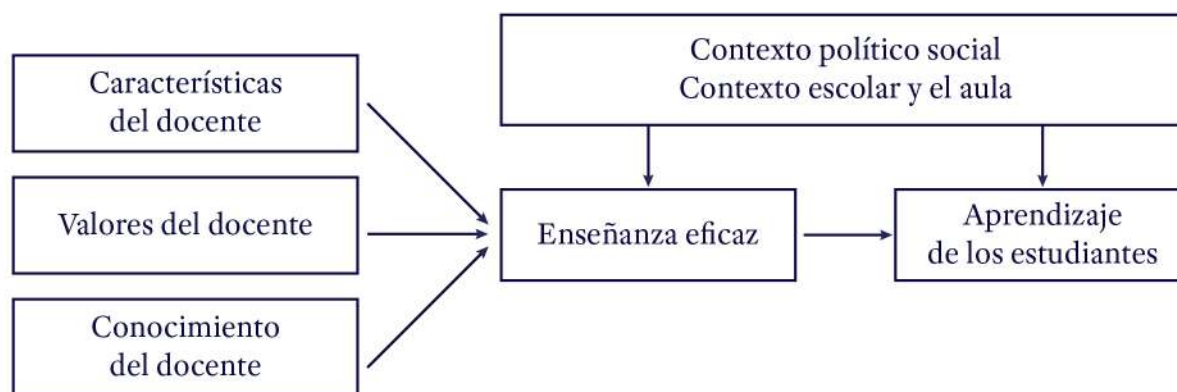 Contexto político social
Contexto escolar y el aula
Características
del docente
Valores del docente
Enseñanza eficaz
Aprendizaje
de los estudiantes
Conocimiento
del docente